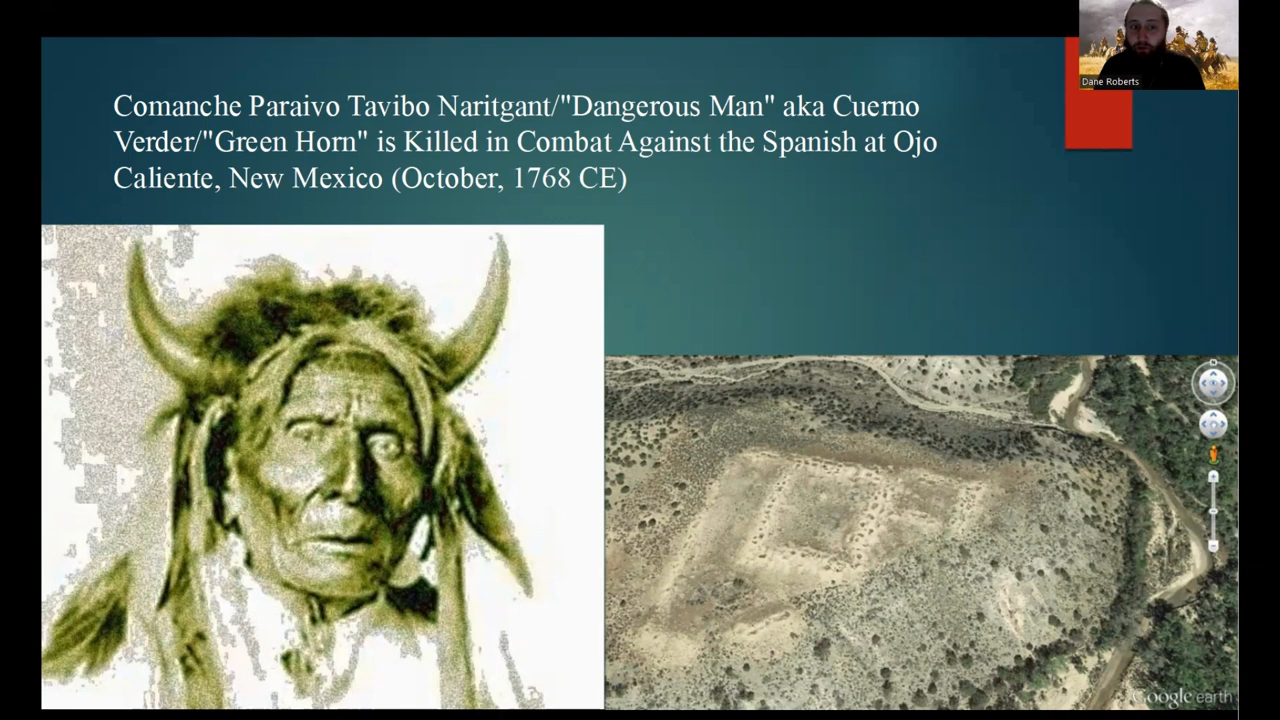 Dane Roberts
Comanche Paraivo Tavibo Naritgant/"Dangerous Man" aka Cuerno
Verder/"Green Horn" is Killed in Combat Against the Spanish at Ojo
Caliente, New Mexico (October, 1768 CE)
Google earth